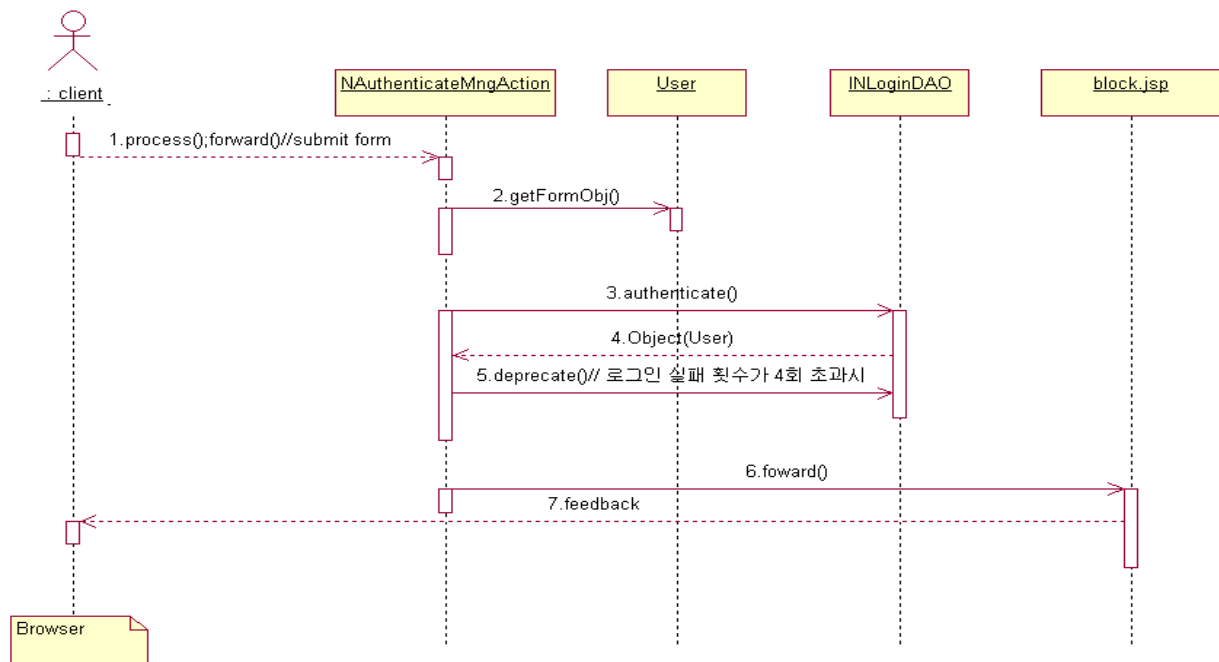 : client
NAuthenticateMngAction
User
INLoginDAO
block.jsp
1.process();forward()//submit form
2.getFormObj()
3.authenticate()
4.Object(User)
5.deprecate()// 로그인 실패 횟수가 4회 초과시
6.foward()
7.feedback
Browser